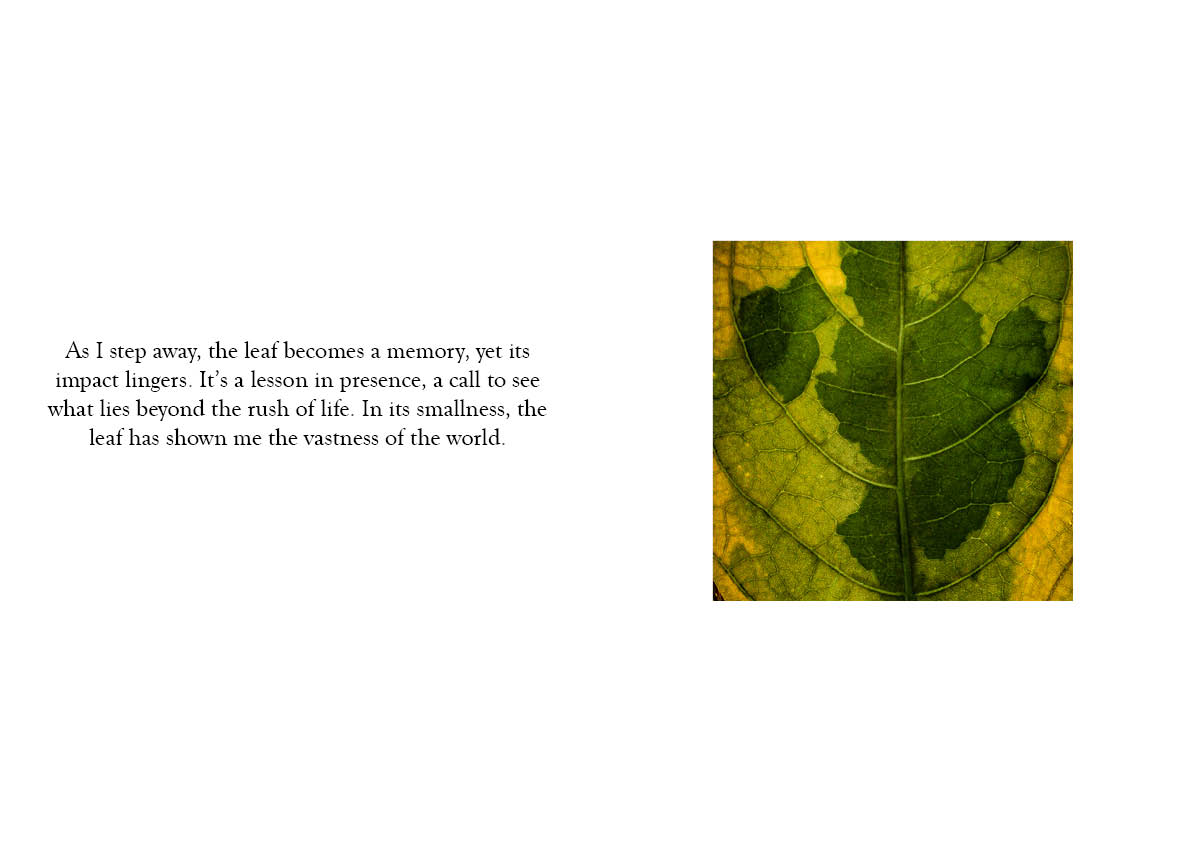 As I step away, the leaf becomes a memory, yet its
impact lingers. It’s a lesson in presence, a call to see
what lies beyond the rush of life. In its smallness, the
leaf has shown me the vastness of the world.